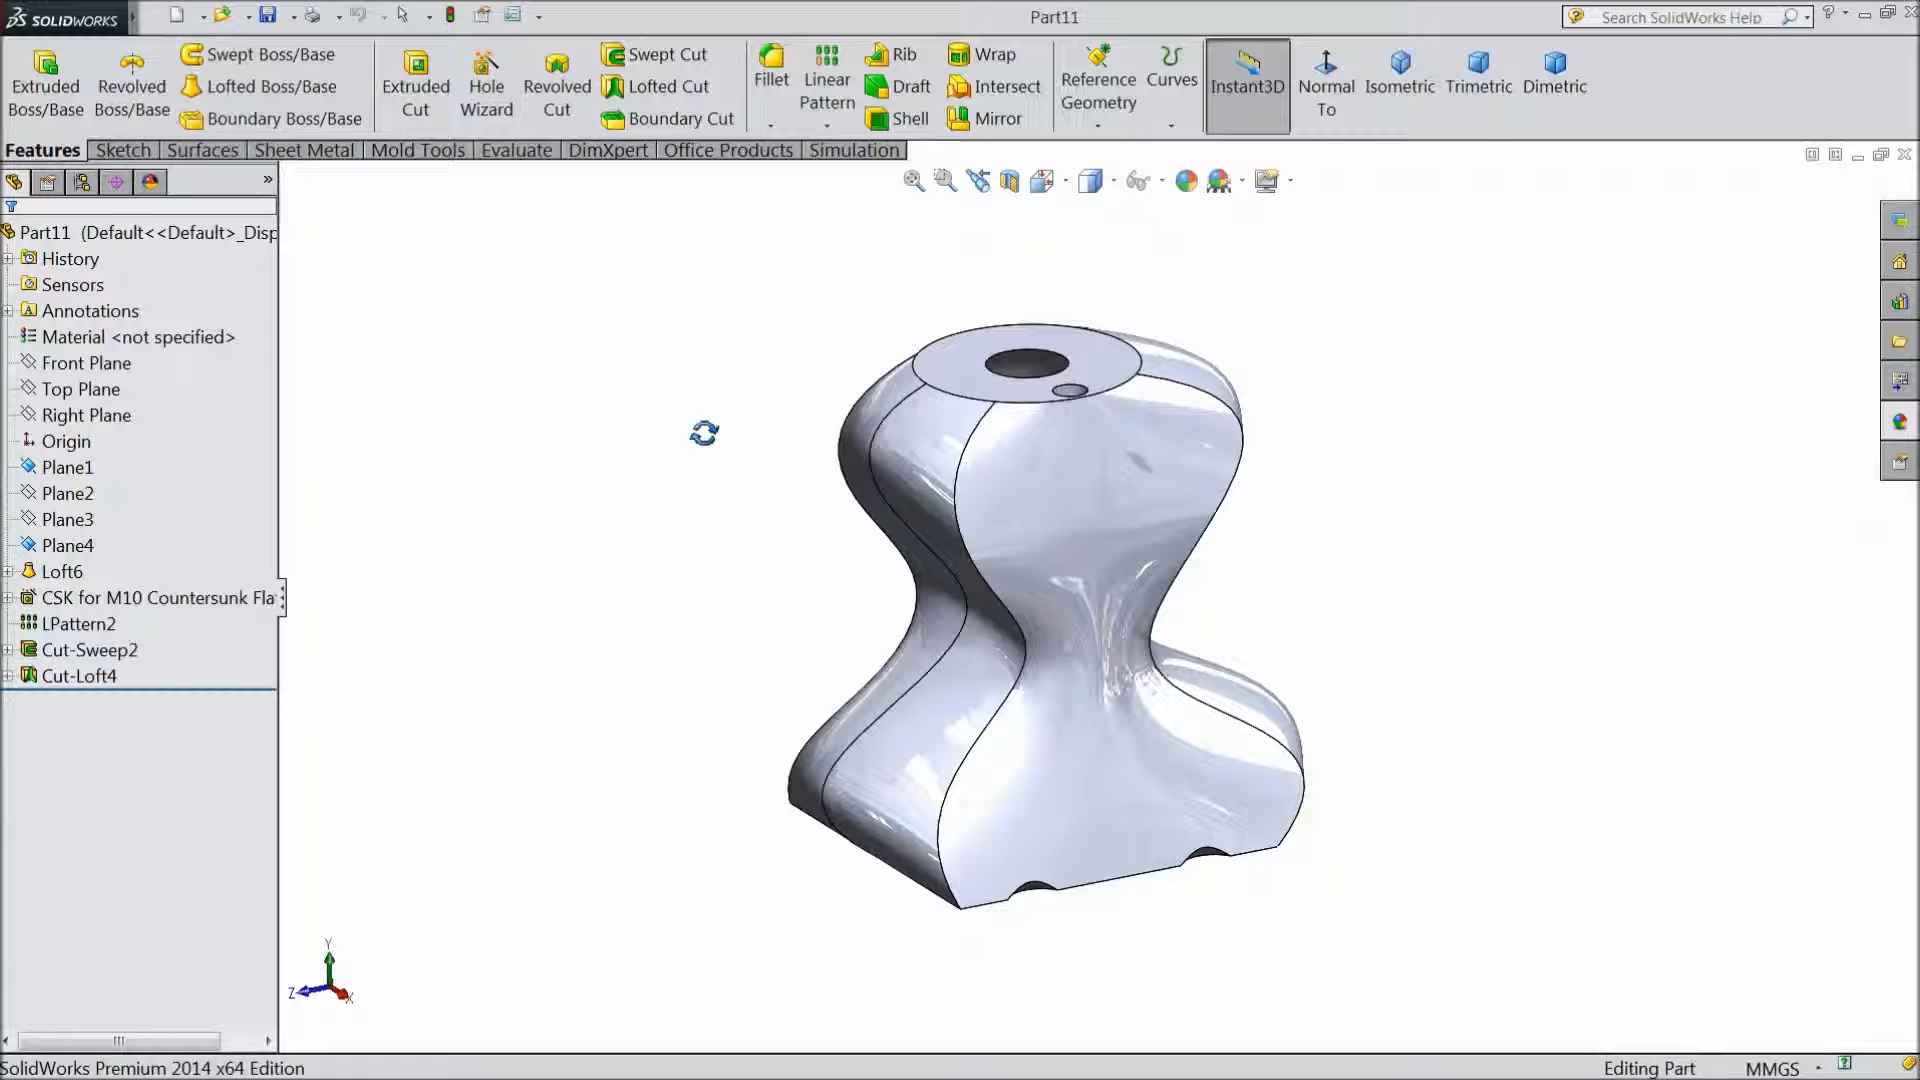 SOLIDWORKS
Part11
Search SolidWorks Help
Extruded Boss/Base
Revolved Boss/Base
Swept Boss/Base
Lofted Boss/Base
Boundary Boss/Base
Extruded Cut
Hole Wizard
Revolved Cut
Swept Cut
Lofted Cut
Boundary Cut
Fillet
Linear Pattern
Rib
Draft
Shell
Wrap
Intersect
Mirror
Reference Geometry
Curves
Instant3D
Normal To
Isometric
Trimetric
Dimetric
Features
Sketch
Surfaces
Sheet Metal
Mold Tools
Evaluate
DimXpert
Office Products
Simulation
Part11 (Default<<Default>_Disp
History
Sensors
Annotations
Material <not specified>
Front Plane
Top Plane
Right Plane
Origin
Plane1
Plane2
Plane3
Plane4
Loft6
CSK for M10 Countersunk Fla
LPattern2
Cut-Sweep2
Cut-Loft4
Y
Z
X
SolidWorks Premium 2014 x64 Edition
Editing Part
MMGS